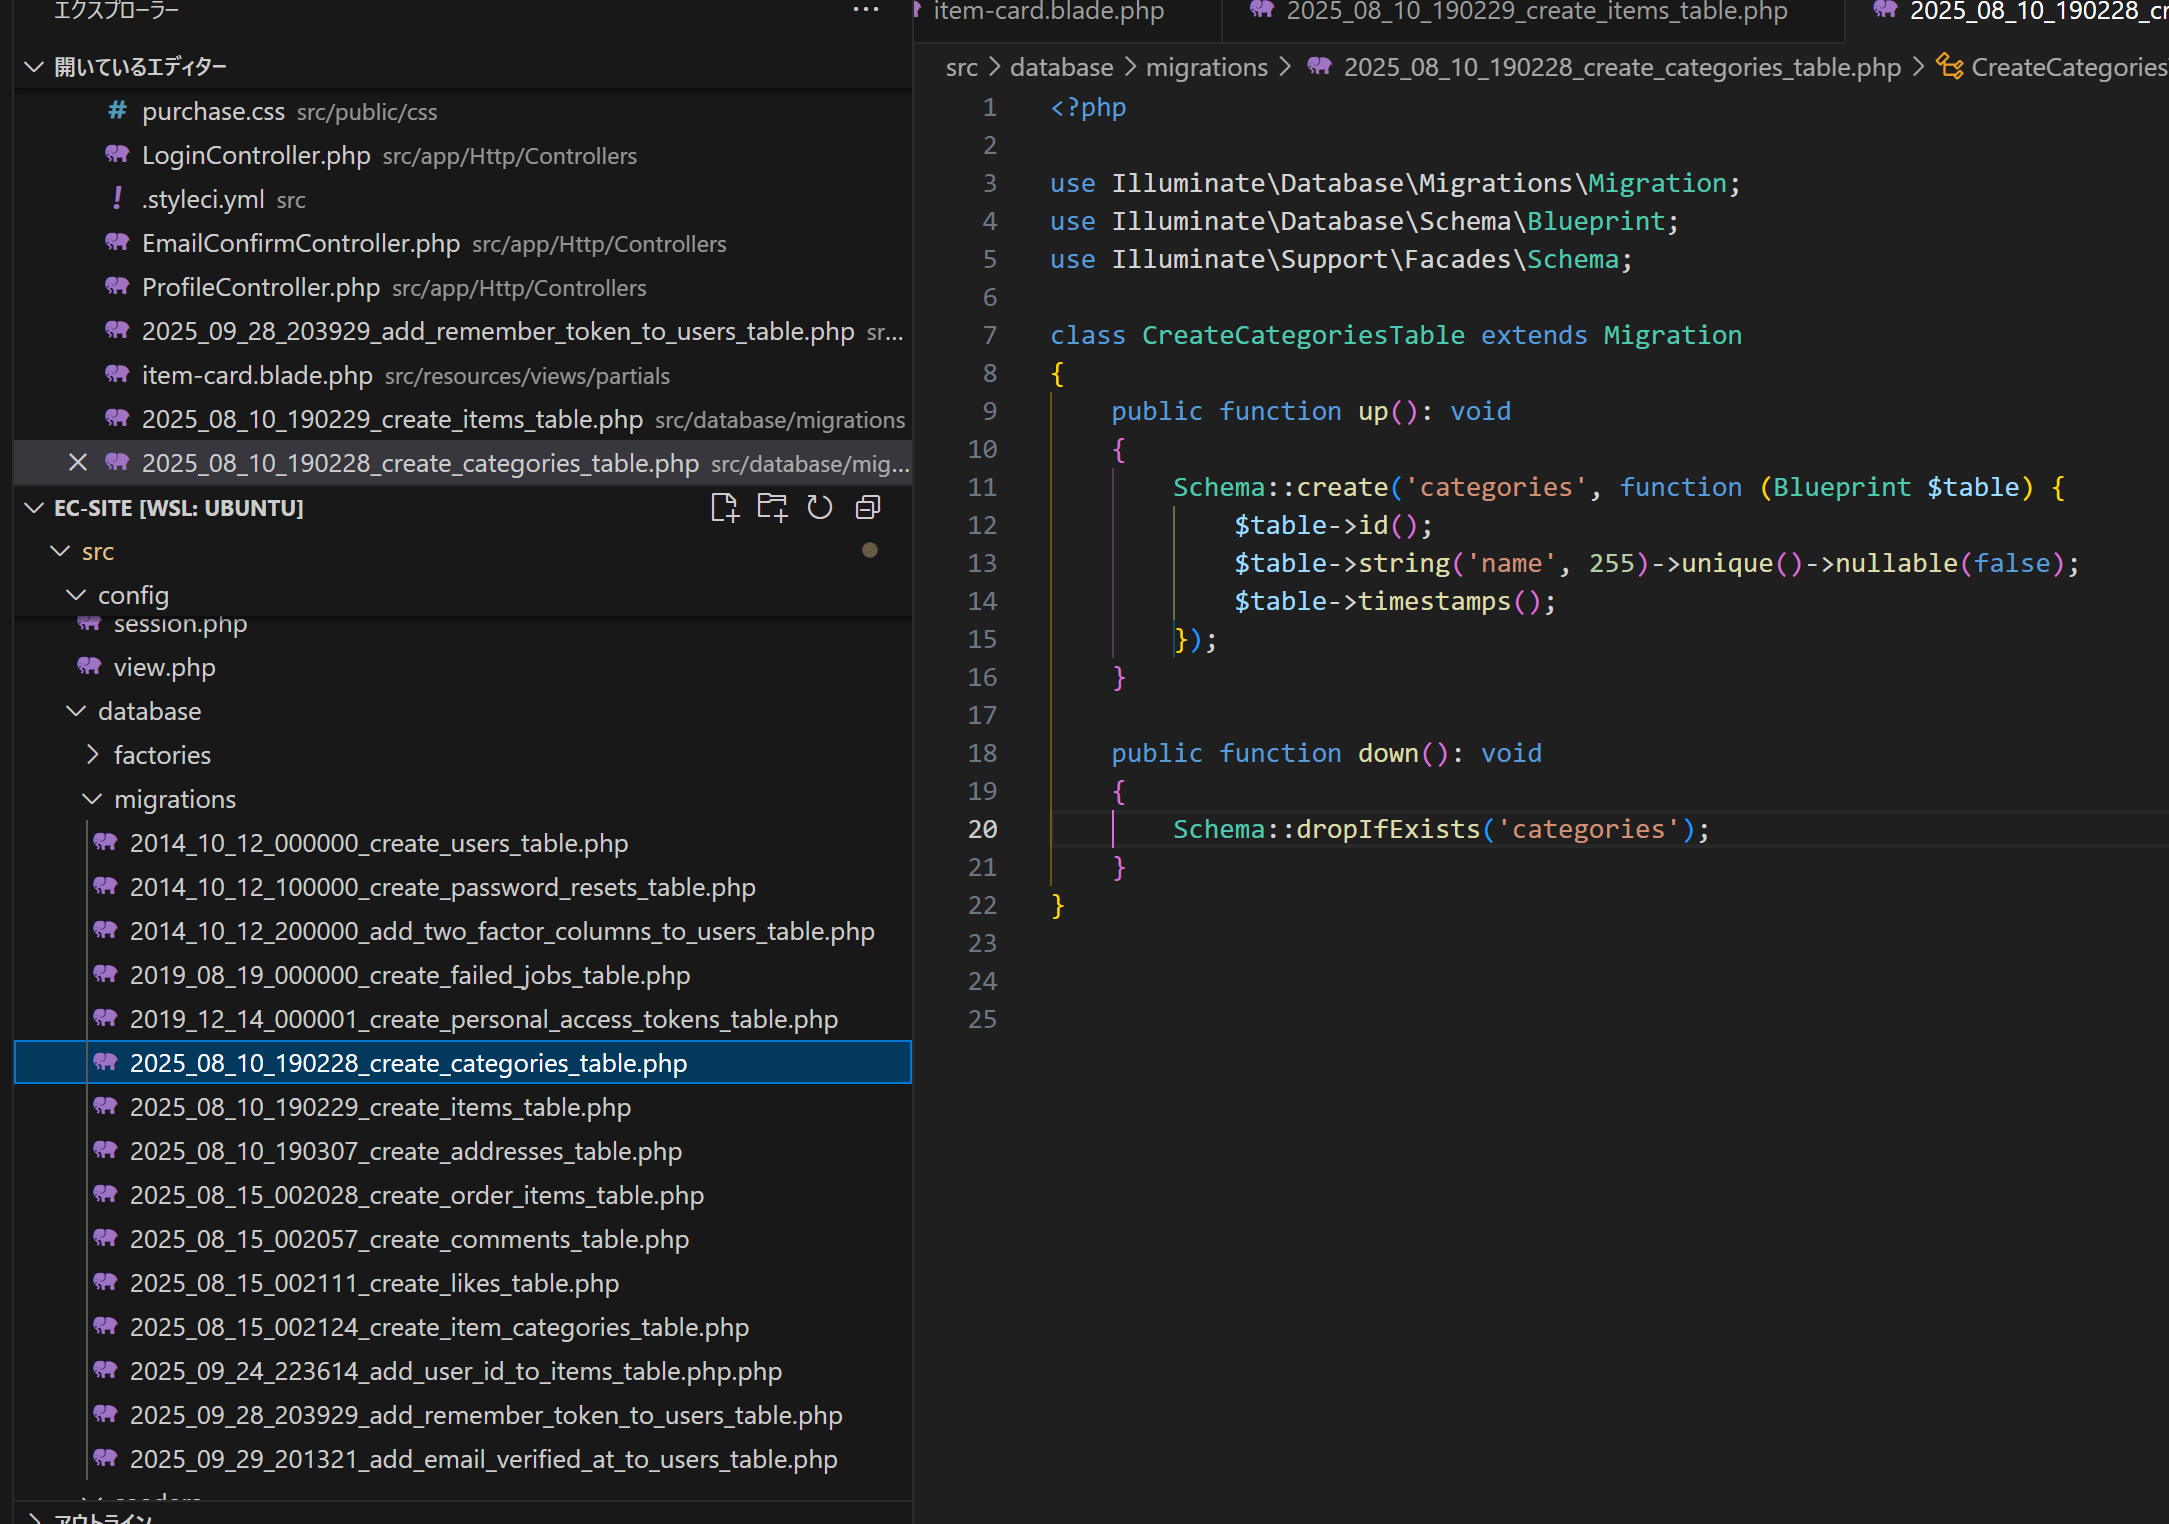 エクスプローラー
開いているエディター
purchase.css src/public/css
LoginController.php src/app/Http/Controllers
.styleci.yml src
EmailConfirmController.php src/app/Http/Controllers
ProfileController.php src/app/Http/Controllers
2025_09_28_203929_add_remember_token_to_users_table.php sr...
item-card.blade.php src/resources/views/partials
2025_08_10_190229_create_items_table.php src/database/migrations
2025_08_10_190228_create_categories_table.php src/database/mig...
EC-SITE [WSL: UBUNTU]
src
config
session.php
view.php
database
factories
migrations
2014_10_12_000000_create_users_table.php
2014_10_12_100000_create_password_resets_table.php
2014_10_12_200000_add_two_factor_columns_to_users_table.php
2019_08_19_000000_create_failed_jobs_table.php
2019_12_14_000001_create_personal_access_tokens_table.php
2025_08_10_190228_create_categories_table.php
2025_08_10_190229_create_items_table.php
2025_08_10_190307_create_addresses_table.php
2025_08_15_002028_create_order_items_table.php
2025_08_15_002057_create_comments_table.php
2025_08_15_002111_create_likes_table.php
2025_08_15_002124_create_item_categories_table.php
2025_09_24_223614_add_user_id_to_items_table.php.php
2025_09_28_203929_add_remember_token_to_users_table.php
2025_09_29_201321_add_email_verified_at_to_users_table.php
アウトライン
item-card.blade.php 2025_08_10_190229_create_items_table.php 2025_08_10_190228_cr
src > database > migrations > 2025_08_10_190228_create_categories_table.php > CreateCategories
1 <?php
2
3 use Illuminate\Database\Migrations\Migration;
4 use Illuminate\Database\Schema\Blueprint;
5 use Illuminate\Support\Facades\Schema;
6
7 class CreateCategoriesTable extends Migration
8 {
9     public function up(): void
10     {
11         Schema::create('categories', function (Blueprint $table) {
12             $table->id();
13             $table->string('name', 255)->unique()->nullable(false);
14             $table->timestamps();
15         });
16     }
17
18     public function down(): void
19     {
20         Schema::dropIfExists('categories');
21     }
22 }
23
24
25